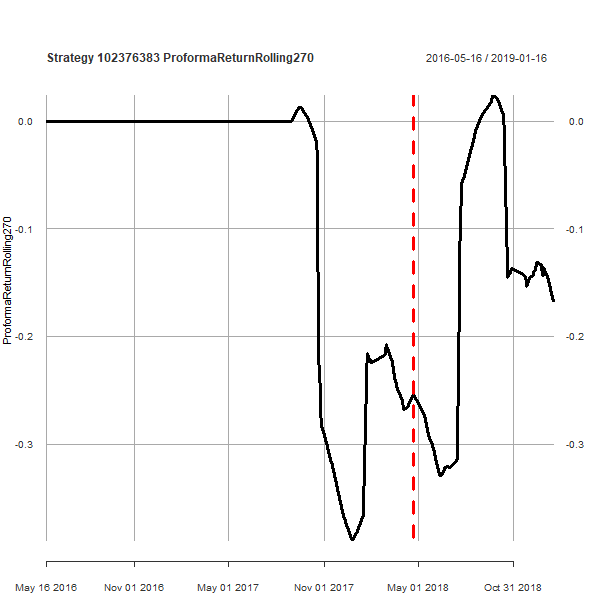 Strategy 102376383 ProformaReturnRolling270
2016-05-16 / 2019-01-16
0.0
0.0
-0.1
-0.1
-0.2
-0.2
-0.3
-0.3
ProformaReturnRolling270
May 16 2016
Nov 01 2016
May 01 2017
Nov 01 2017
May 01 2018
Oct 31 2018